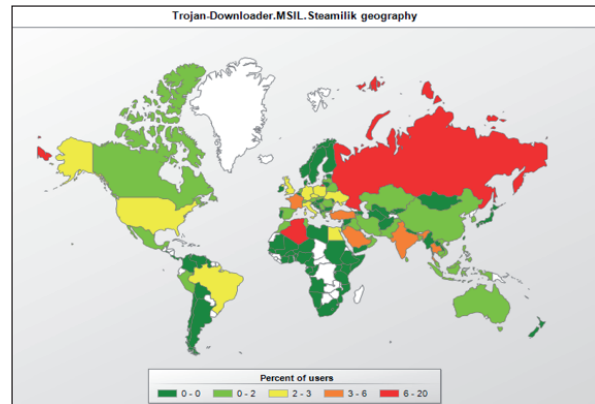 Trojan-Downloader.MSIL.Steamilik geography
Percent of users
0 - 0 0 - 2 2 - 3 3 - 6 6 - 20